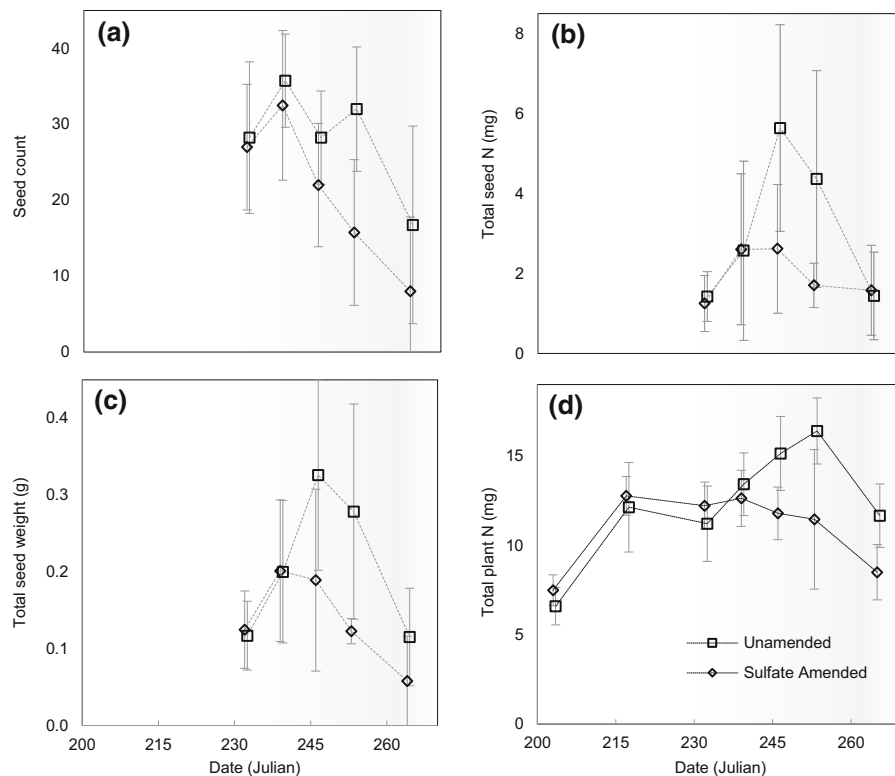 (a)
Seed count
40
30
20
10
0
(b)
Total seed N (mg)
8
6
4
2
0
(c)
Total seed weight (g)
0.4
0.3
0.2
0.1
0.0
200 215 230 245 260
Date (Julian)
(d)
Total plant N (mg)
15
10
5
0
Unamended
Sulfate Amended
200 215 230 245 260
Date (Julian)